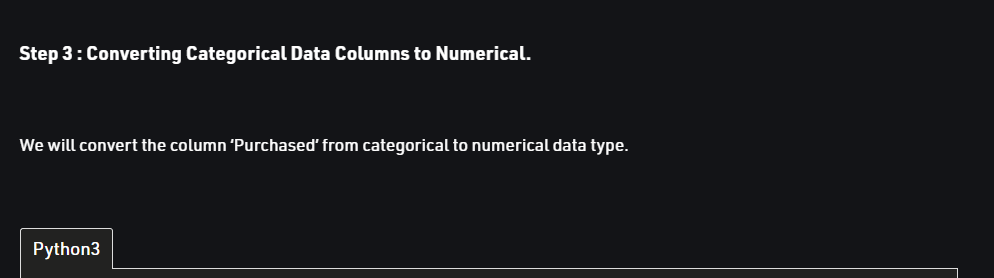 Step 3 : Converting Categorical Data Columns to Numerical.
We will convert the column ‘Purchased’ from categorical to numerical data type.
Python3